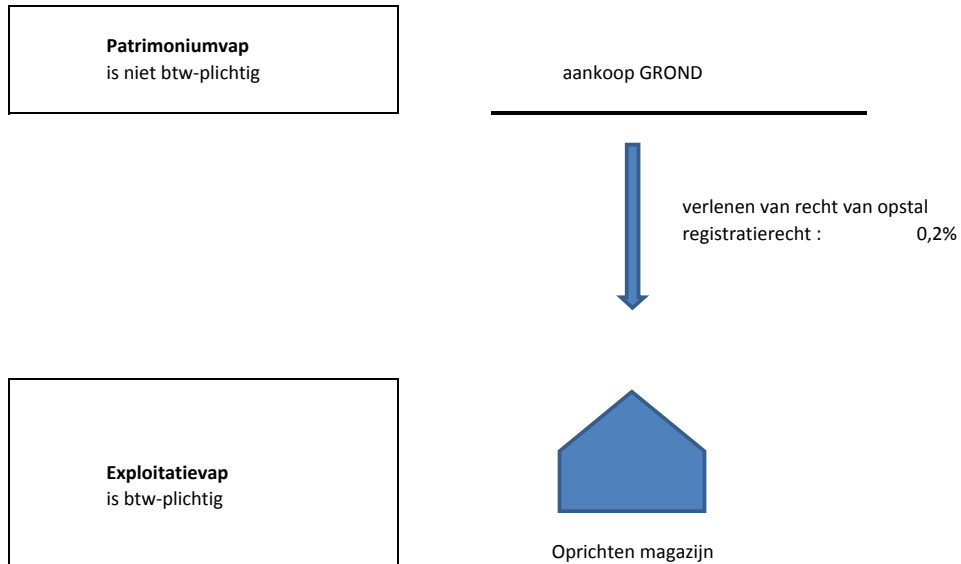 Patrimoniumvap
is niet btw-plichtig
aankoop GROND
verlenen van recht van opstal
registratierecht : 0,2%
Exploitatievap
is btw-plichtig
Oprichten magazijn